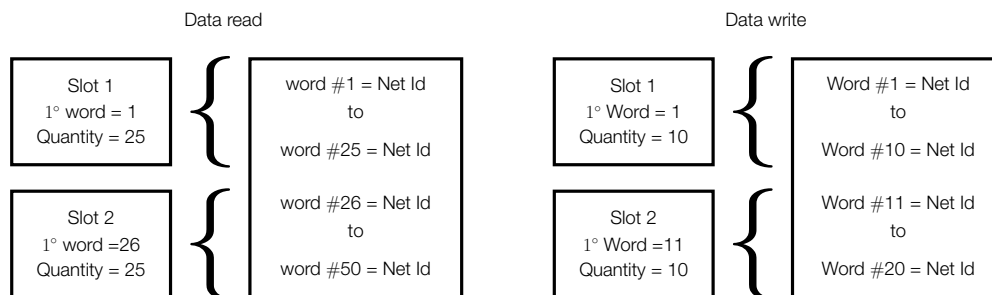 Data read
Slot 1
1° word = 1
Quantity = 25
word #1 = Net Id
to
word #25 = Net Id
Slot 2
1° word =26
Quantity = 25
word #26 = Net Id
to
word #50 = Net Id
Data write
Slot 1
1° Word = 1
Quantity = 10
Word #1 = Net Id
to
Word #10 = Net Id
Slot 2
1° Word =11
Quantity = 10
Word #11 = Net Id
to
Word #20 = Net Id